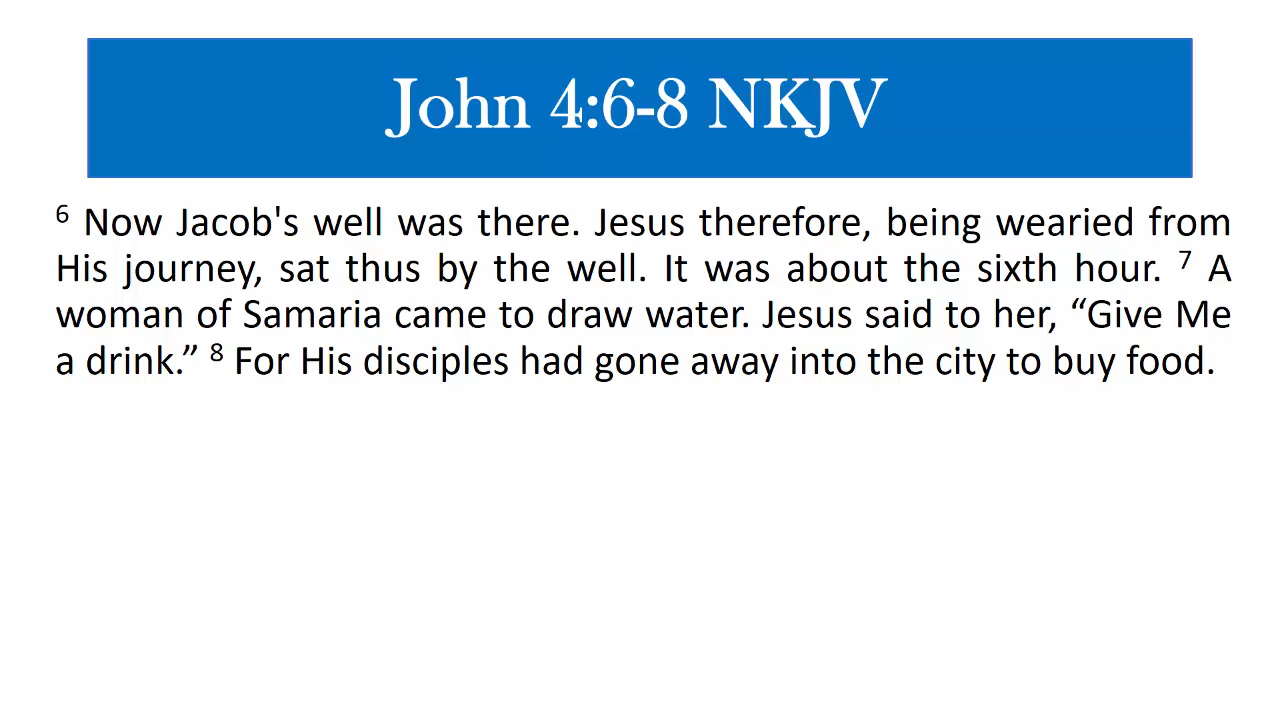 John 4:6-8 NKJV
6 Now Jacob's well was there. Jesus therefore, being wearied from
His journey, sat thus by the well. It was about the sixth hour. 7 A
woman of Samaria came to draw water. Jesus said to her, “Give Me
a drink.” 8 For His disciples had gone away into the city to buy food.